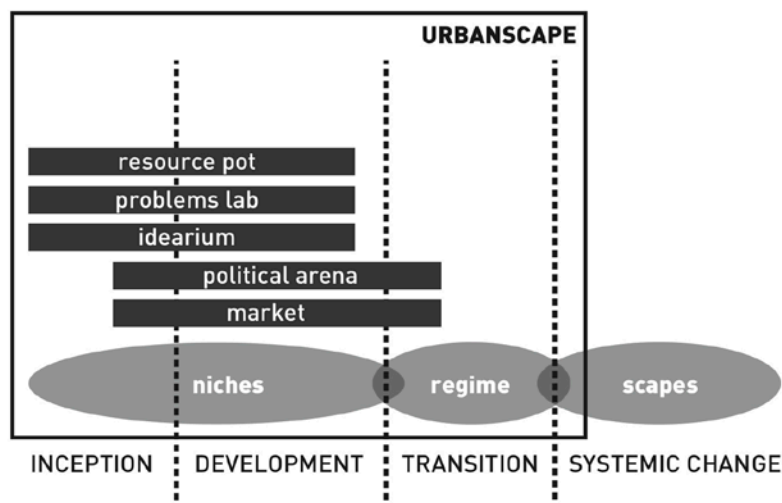 URBANSCAPE
resource pot
problems lab
idearium
political arena
market
niches regime scapes
INCEPTION DEVELOPMENT TRANSITION SYSTEMIC CHANGE